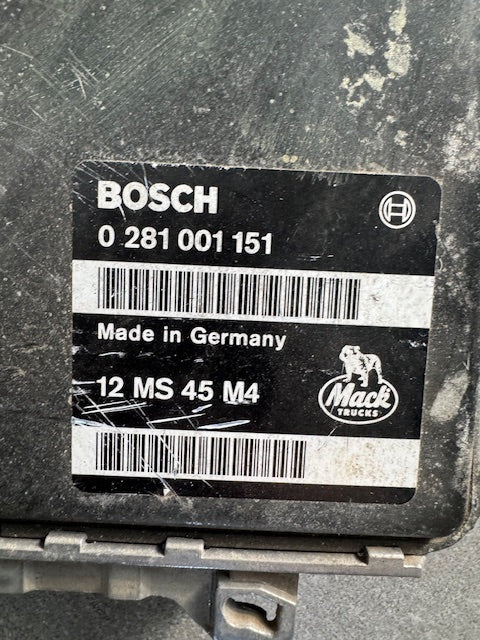 BOSCH
0 281 001 151
Made in Germany
12 MS 45 M4
Mack
TRUCKS